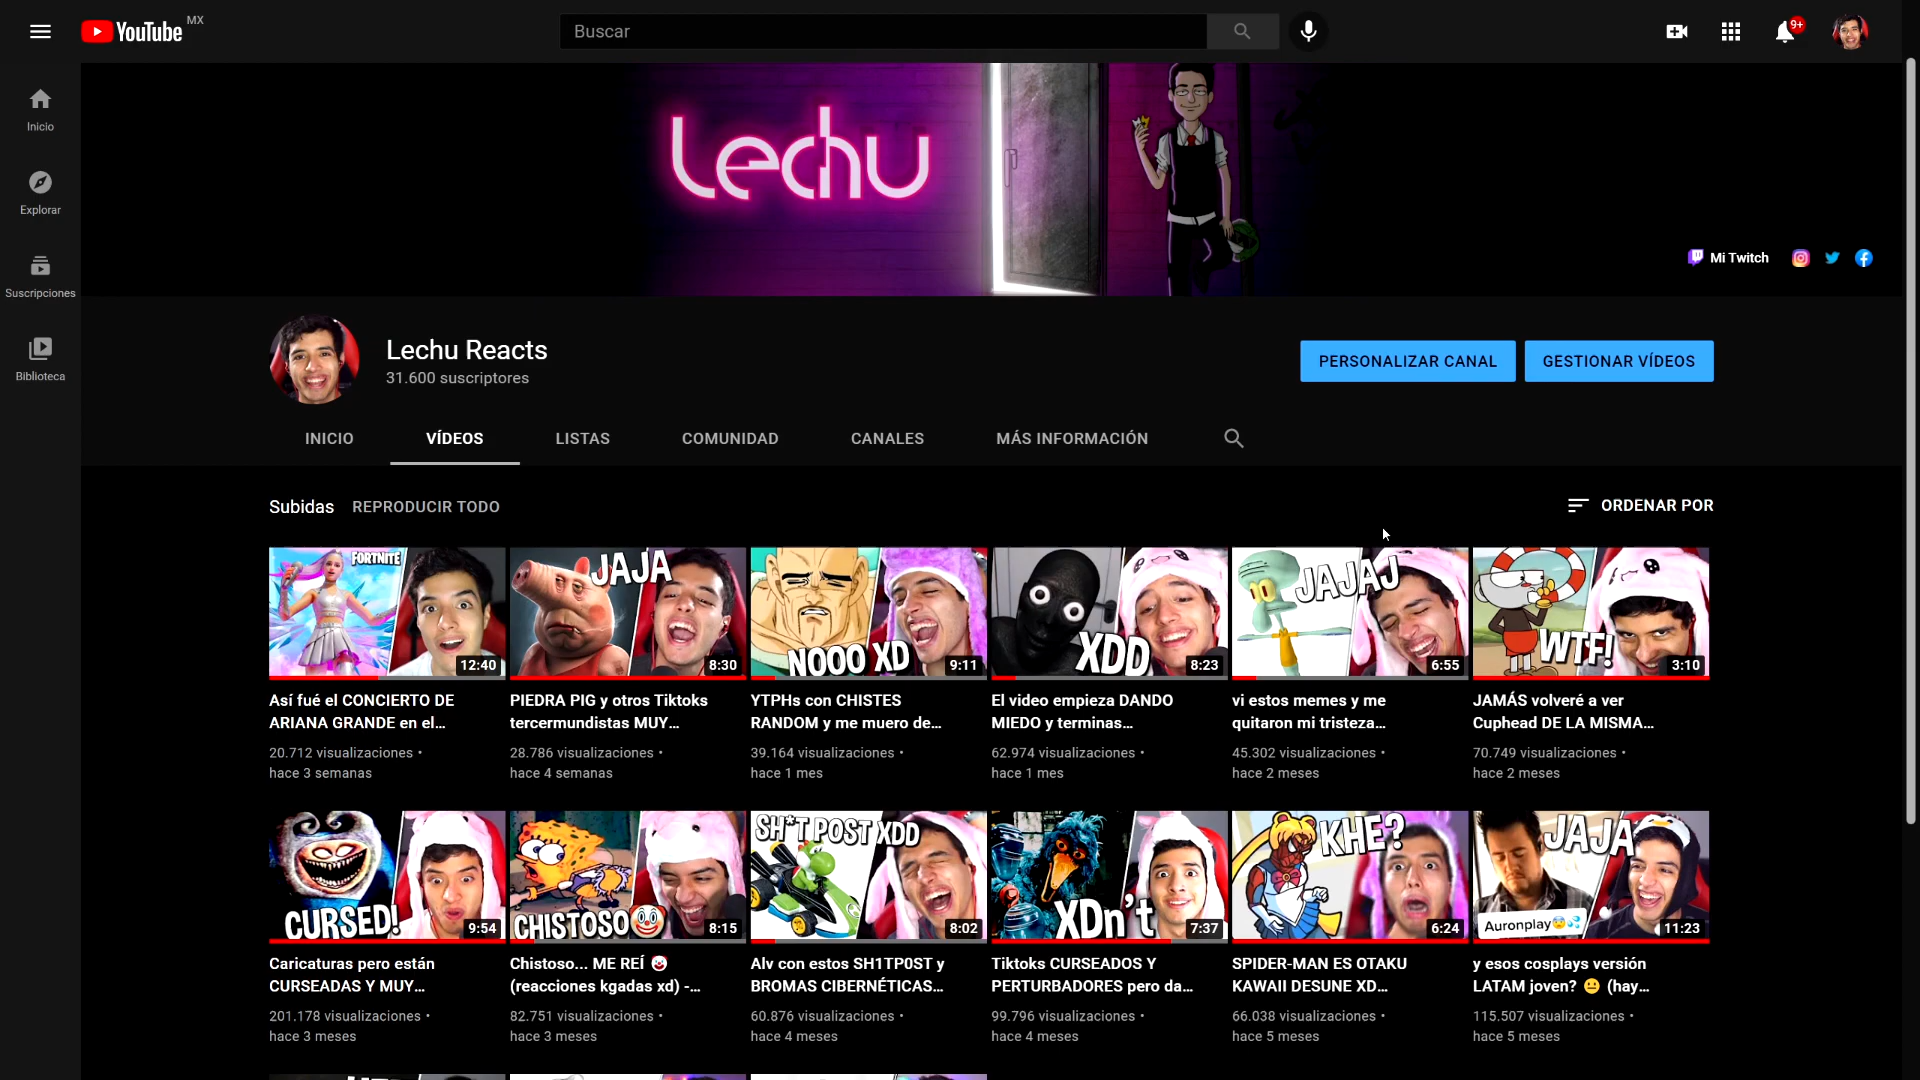 YouTube MX
Buscar
9+
Inicio
Explorar
Suscripciones
Biblioteca
Lechu
Mi Twitch
Lechu Reacts
31.600 suscriptores
PERSONALIZAR CANAL
GESTIONAR VÍDEOS
INICIO
VÍDEOS
LISTAS
COMUNIDAD
CANALES
MÁS INFORMACIÓN
Subidas
REPRODUCIR TODO
ORDENAR POR
FORTNITE
12:40
JAJA
8:30
NOOO XD
9:11
XDD
8:23
JAJAJ
6:55
WTF!
3:10
Así fué el CONCIERTO DE
ARIANA GRANDE en el...
20.712 visualizaciones •
hace 3 semanas
PIEDRA PIG y otros Tiktoks
tercermundistas MUY...
28.786 visualizaciones •
hace 4 semanas
YTPHs con CHISTES
RANDOM y me muero de...
39.164 visualizaciones •
hace 1 mes
El video empieza DANDO
MIEDO y terminas...
62.974 visualizaciones •
hace 1 mes
vi estos memes y me
quitaron mi tristeza...
45.302 visualizaciones •
hace 2 meses
JAMÁS volveré a ver
Cuphead DE LA MISMA...
70.749 visualizaciones •
hace 2 meses
CURSED!
9:54
CHISTOSO🤡
8:15
SH*T POST XDD
8:02
XDn't
7:37
KHE?
6:24
JAJA
Auronplay😨💦
11:23
Caricaturas pero están
CURSEADAS Y MUY...
201.178 visualizaciones •
hace 3 meses
Chistoso... ME REÍ 🤡
(reacciones kgadas xd) -...
82.751 visualizaciones •
hace 3 meses
Alv con estos SH1TP0ST y
BROMAS CIBERNÉTICAS...
60.876 visualizaciones •
hace 4 meses
Tiktoks CURSEADOS Y
PERTURBADORES pero da...
99.796 visualizaciones •
hace 4 meses
SPIDER-MAN ES OTAKU
KAWAII DESUNE XD...
66.038 visualizaciones •
hace 5 meses
y esos cosplays versión
LATAM joven? 😐 (hay...
115.507 visualizaciones •
hace 5 meses